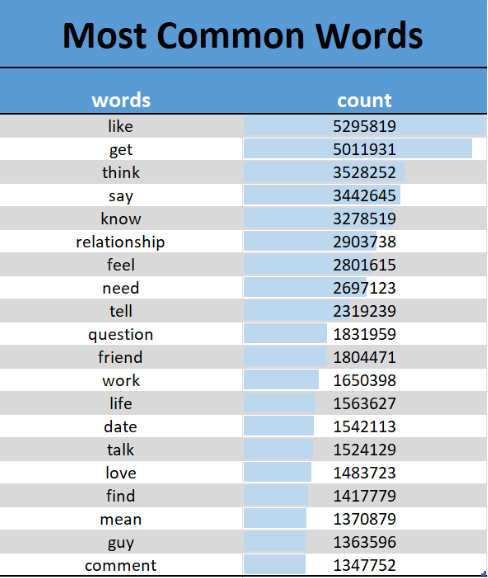 Most Common Words
words count
like 5295819
get 5011931
think 3528252
say 3442645
know 3278519
relationship 2903738
feel 2801615
need 2697123
tell 2319239
question 1831959
friend 1804471
work 1650398
life 1563627
date 1542113
talk 1524129
love 1483723
find 1417779
mean 1370879
guy 1363596
comment 1347752